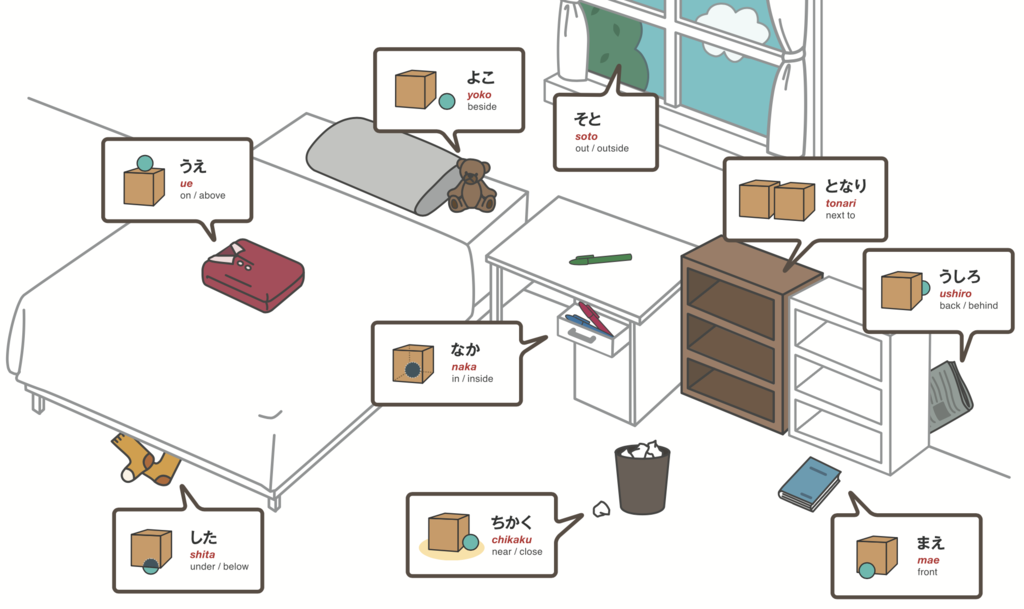 よこ
yoko
beside
そと
soto
out / outside
うえ
ue
on / above
となり
tonari
next to
うしろ
ushiro
back / behind
なか
naka
in / inside
した
shita
under / below
ちかく
chikaku
near / close
まえ
mae
front